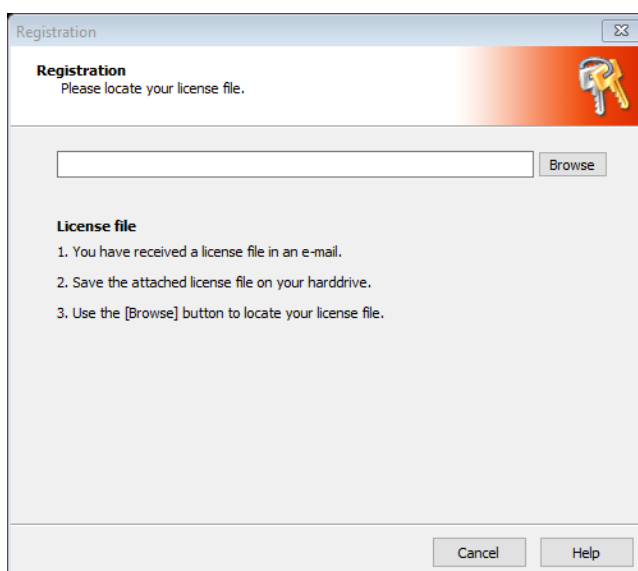 Registration
Registration
Please locate your license file.
Browse
License file
1. You have received a license file in an e-mail.
2. Save the attached license file on your harddrive.
3. Use the [Browse] button to locate your license file.
Cancel
Help